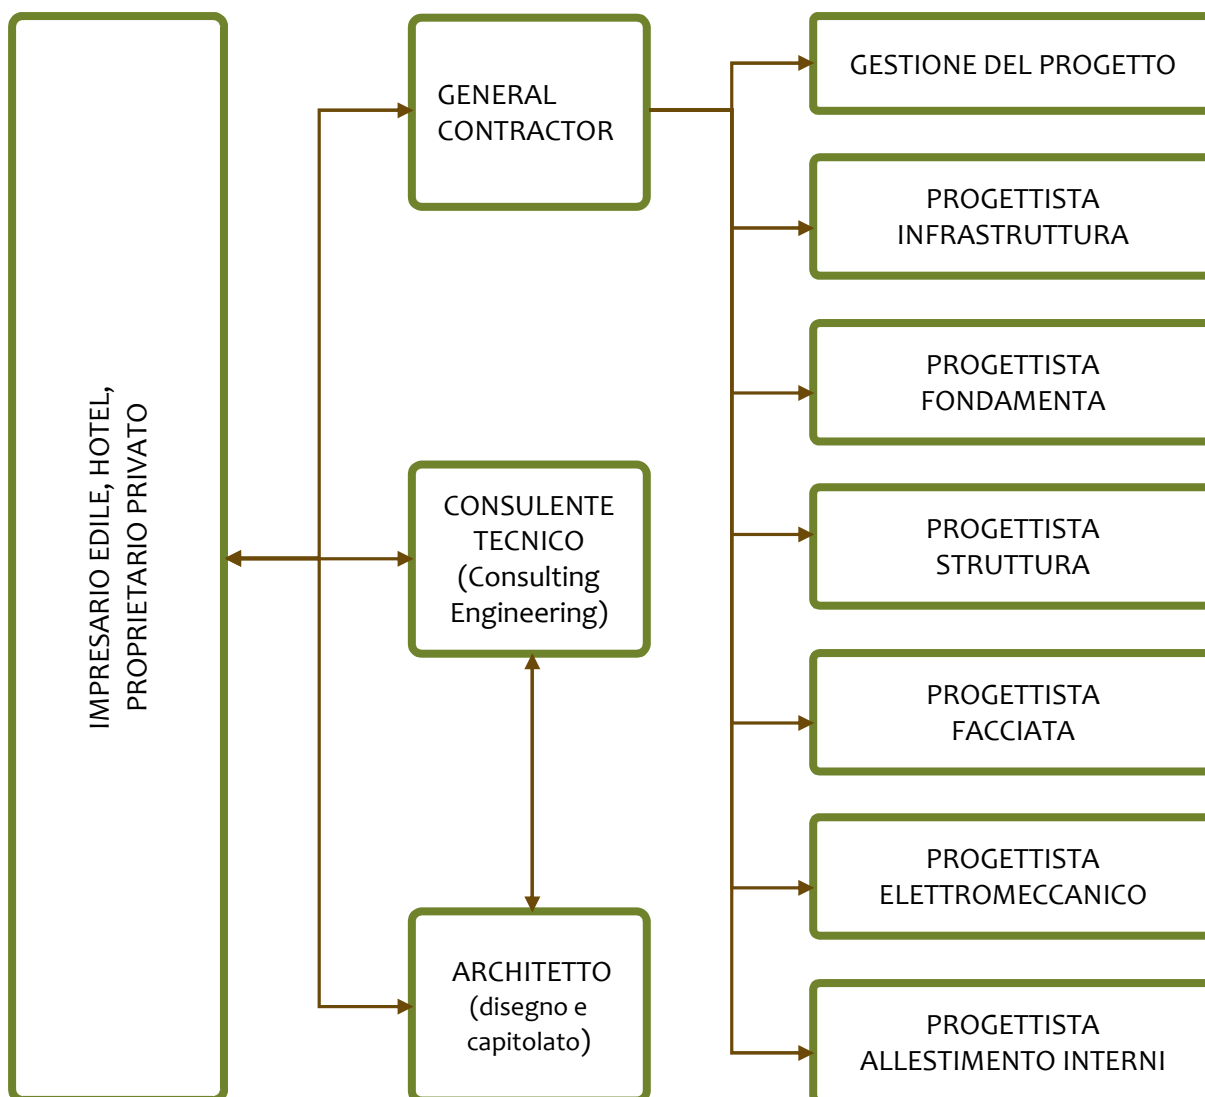 IMPRESARIO EDILE, HOTEL,
PROPRIETARIO PRIVATO
GENERAL
CONTRACTOR
CONSULENTE
TECNICO
(Consulting
Engineering)
ARCHITETTO
(disegno e
capitolato)
GESTIONE DEL PROGETTO
PROGETTISTA
INFRASTRUTTURA
PROGETTISTA
FONDAMENTA
PROGETTISTA
STRUTTURA
PROGETTISTA
FACCIATA
PROGETTISTA
ELETTROMECCANICO
PROGETTISTA
ALLESTIMENTO INTERNI